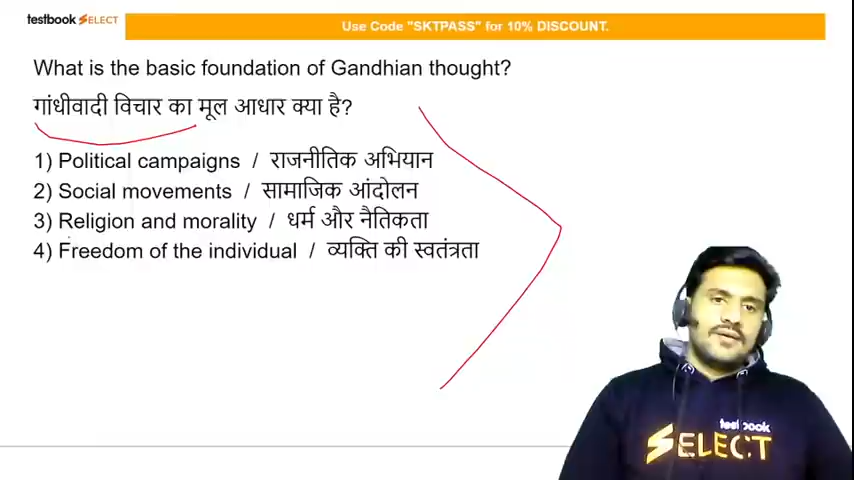 testbook SELECT
Use Code "SKTPASS" for 10% DISCOUNT.
What is the basic foundation of Gandhian thought?
गांधीवादी विचार का मूल आधार क्या है?
1) Political campaigns / राजनीतिक अभियान
2) Social movements / सामाजिक आंदोलन
3) Religion and morality / धर्म और नैतिकता
4) Freedom of the individual / व्यक्ति की स्वतंत्रता
testbook
SELECT